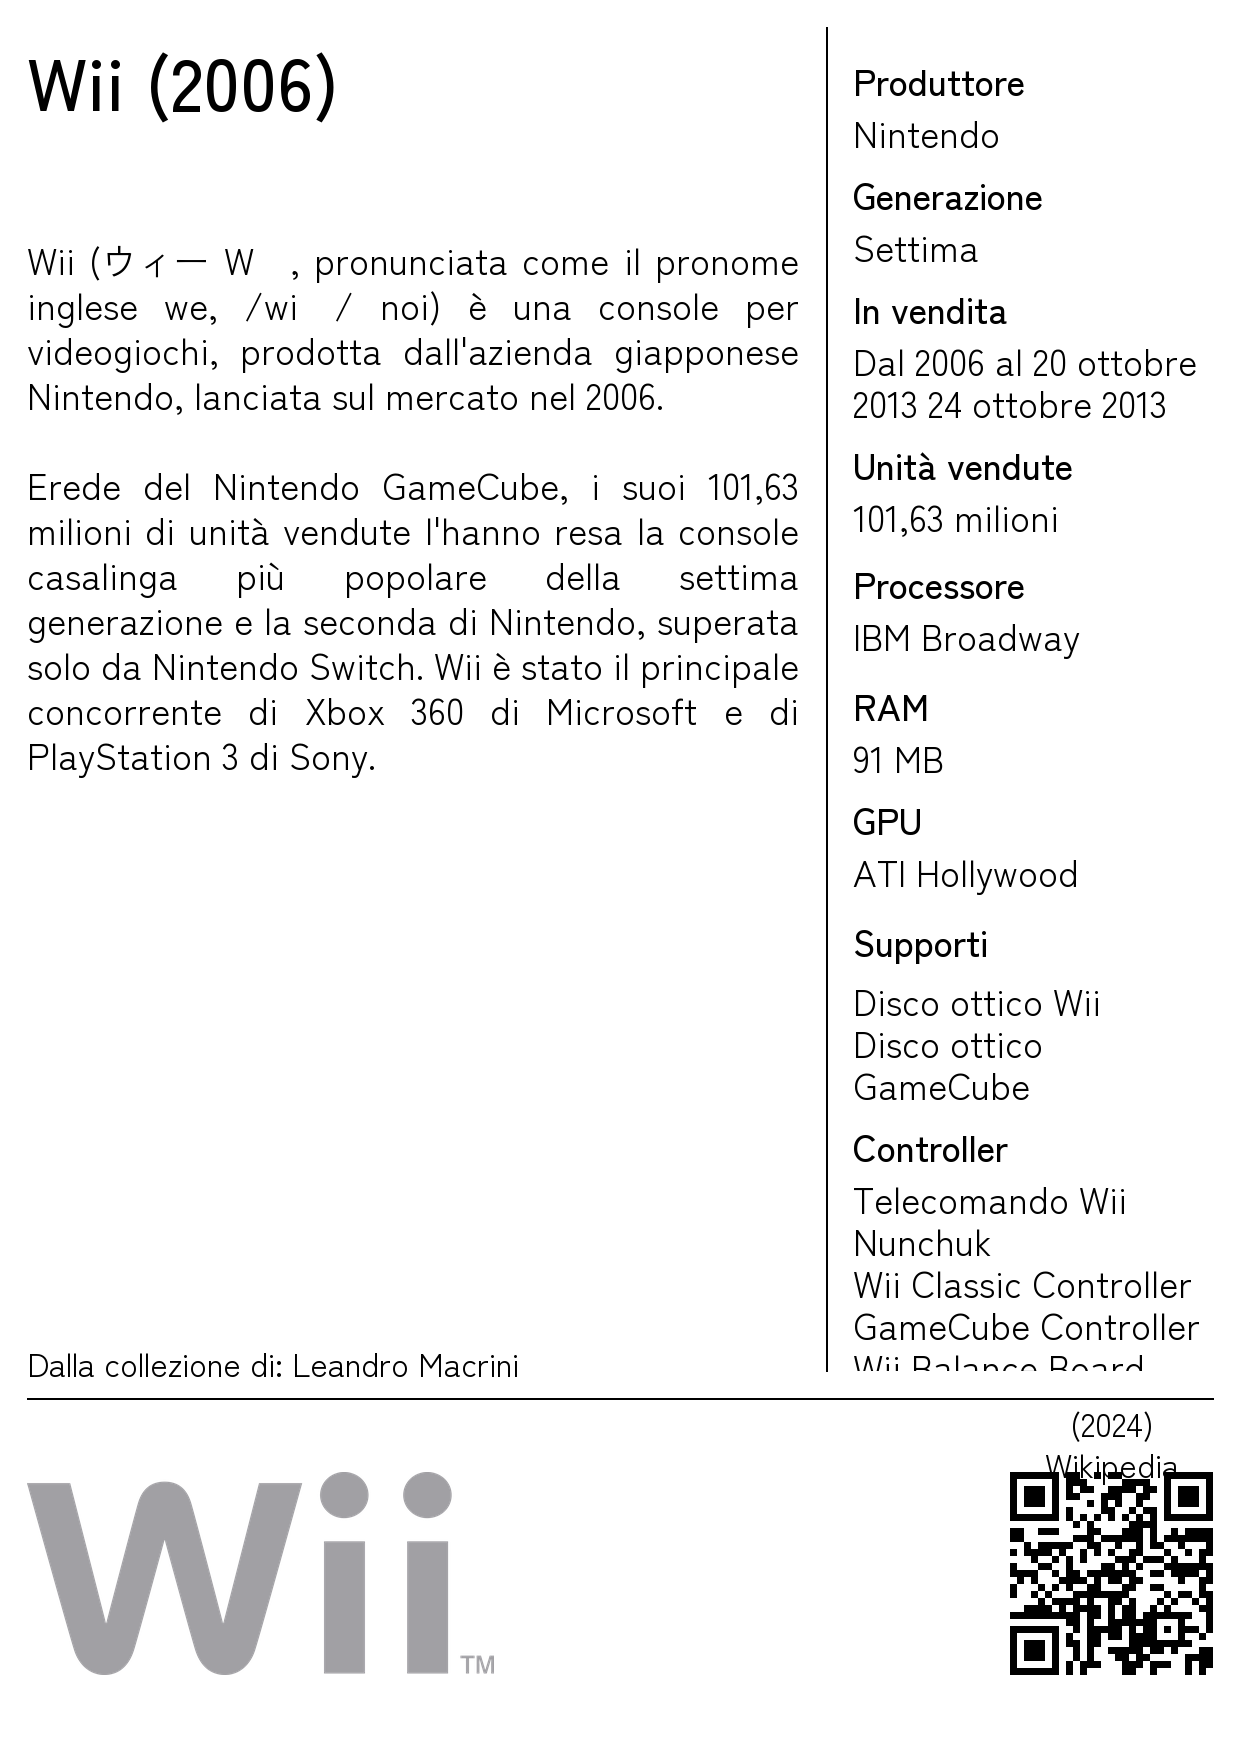 Wii (2006)
Wii (ウィー W , pronunciata come il pronome
inglese we, /wi / noi) è una console per
videogiochi, prodotta dall'azienda giapponese
Nintendo, lanciata sul mercato nel 2006.
Erede del Nintendo GameCube, i suoi 101,63
milioni di unità vendute l'hanno resa la console
casalinga più popolare della settima
generazione e la seconda di Nintendo, superata
solo da Nintendo Switch. Wii è stato il principale
concorrente di Xbox 360 di Microsoft e di
PlayStation 3 di Sony.
Dalla collezione di: Leandro Macrini
Produttore
Nintendo
Generazione
Settima
In vendita
Dal 2006 al 20 ottobre
2013 24 ottobre 2013
Unità vendute
101,63 milioni
Processore
IBM Broadway
RAM
91 MB
GPU
ATI Hollywood
Supporti
Disco ottico Wii
Disco ottico
GameCube
Controller
Telecomando Wii
Nunchuk
Wii Classic Controller
GameCube Controller
Wii Balance Board
(2024)
Wikipedia
Wii TM